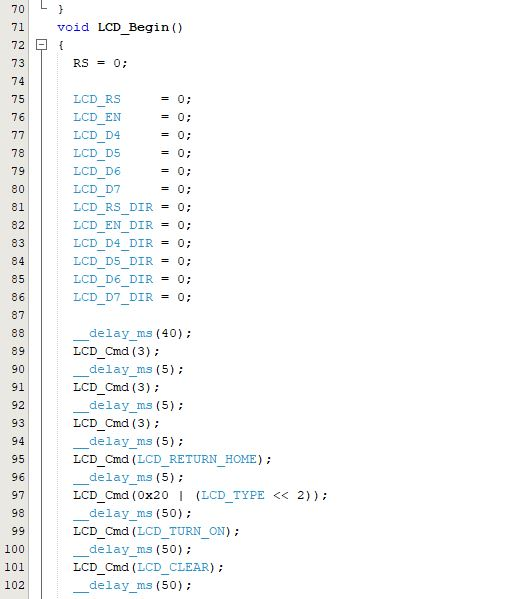 70 }
71 void LCD_Begin()
72 {
73 RS = 0;
74
75 LCD_RS = 0;
76 LCD_EN = 0;
77 LCD_D4 = 0;
78 LCD_D5 = 0;
79 LCD_D6 = 0;
80 LCD_D7 = 0;
81 LCD_RS_DIR = 0;
82 LCD_EN_DIR = 0;
83 LCD_D4_DIR = 0;
84 LCD_D5_DIR = 0;
85 LCD_D6_DIR = 0;
86 LCD_D7_DIR = 0;
87
88 __delay_ms(40);
89 LCD_Cmd(3);
90 __delay_ms(5);
91 LCD_Cmd(3);
92 __delay_ms(5);
93 LCD_Cmd(3);
94 __delay_ms(5);
95 LCD_Cmd(LCD_RETURN_HOME);
96 __delay_ms(5);
97 LCD_Cmd(0x20 | (LCD_TYPE << 2));
98 __delay_ms(50);
99 LCD_Cmd(LCD_TURN_ON);
100 __delay_ms(50);
101 LCD_Cmd(LCD_CLEAR);
102 __delay_ms(50);